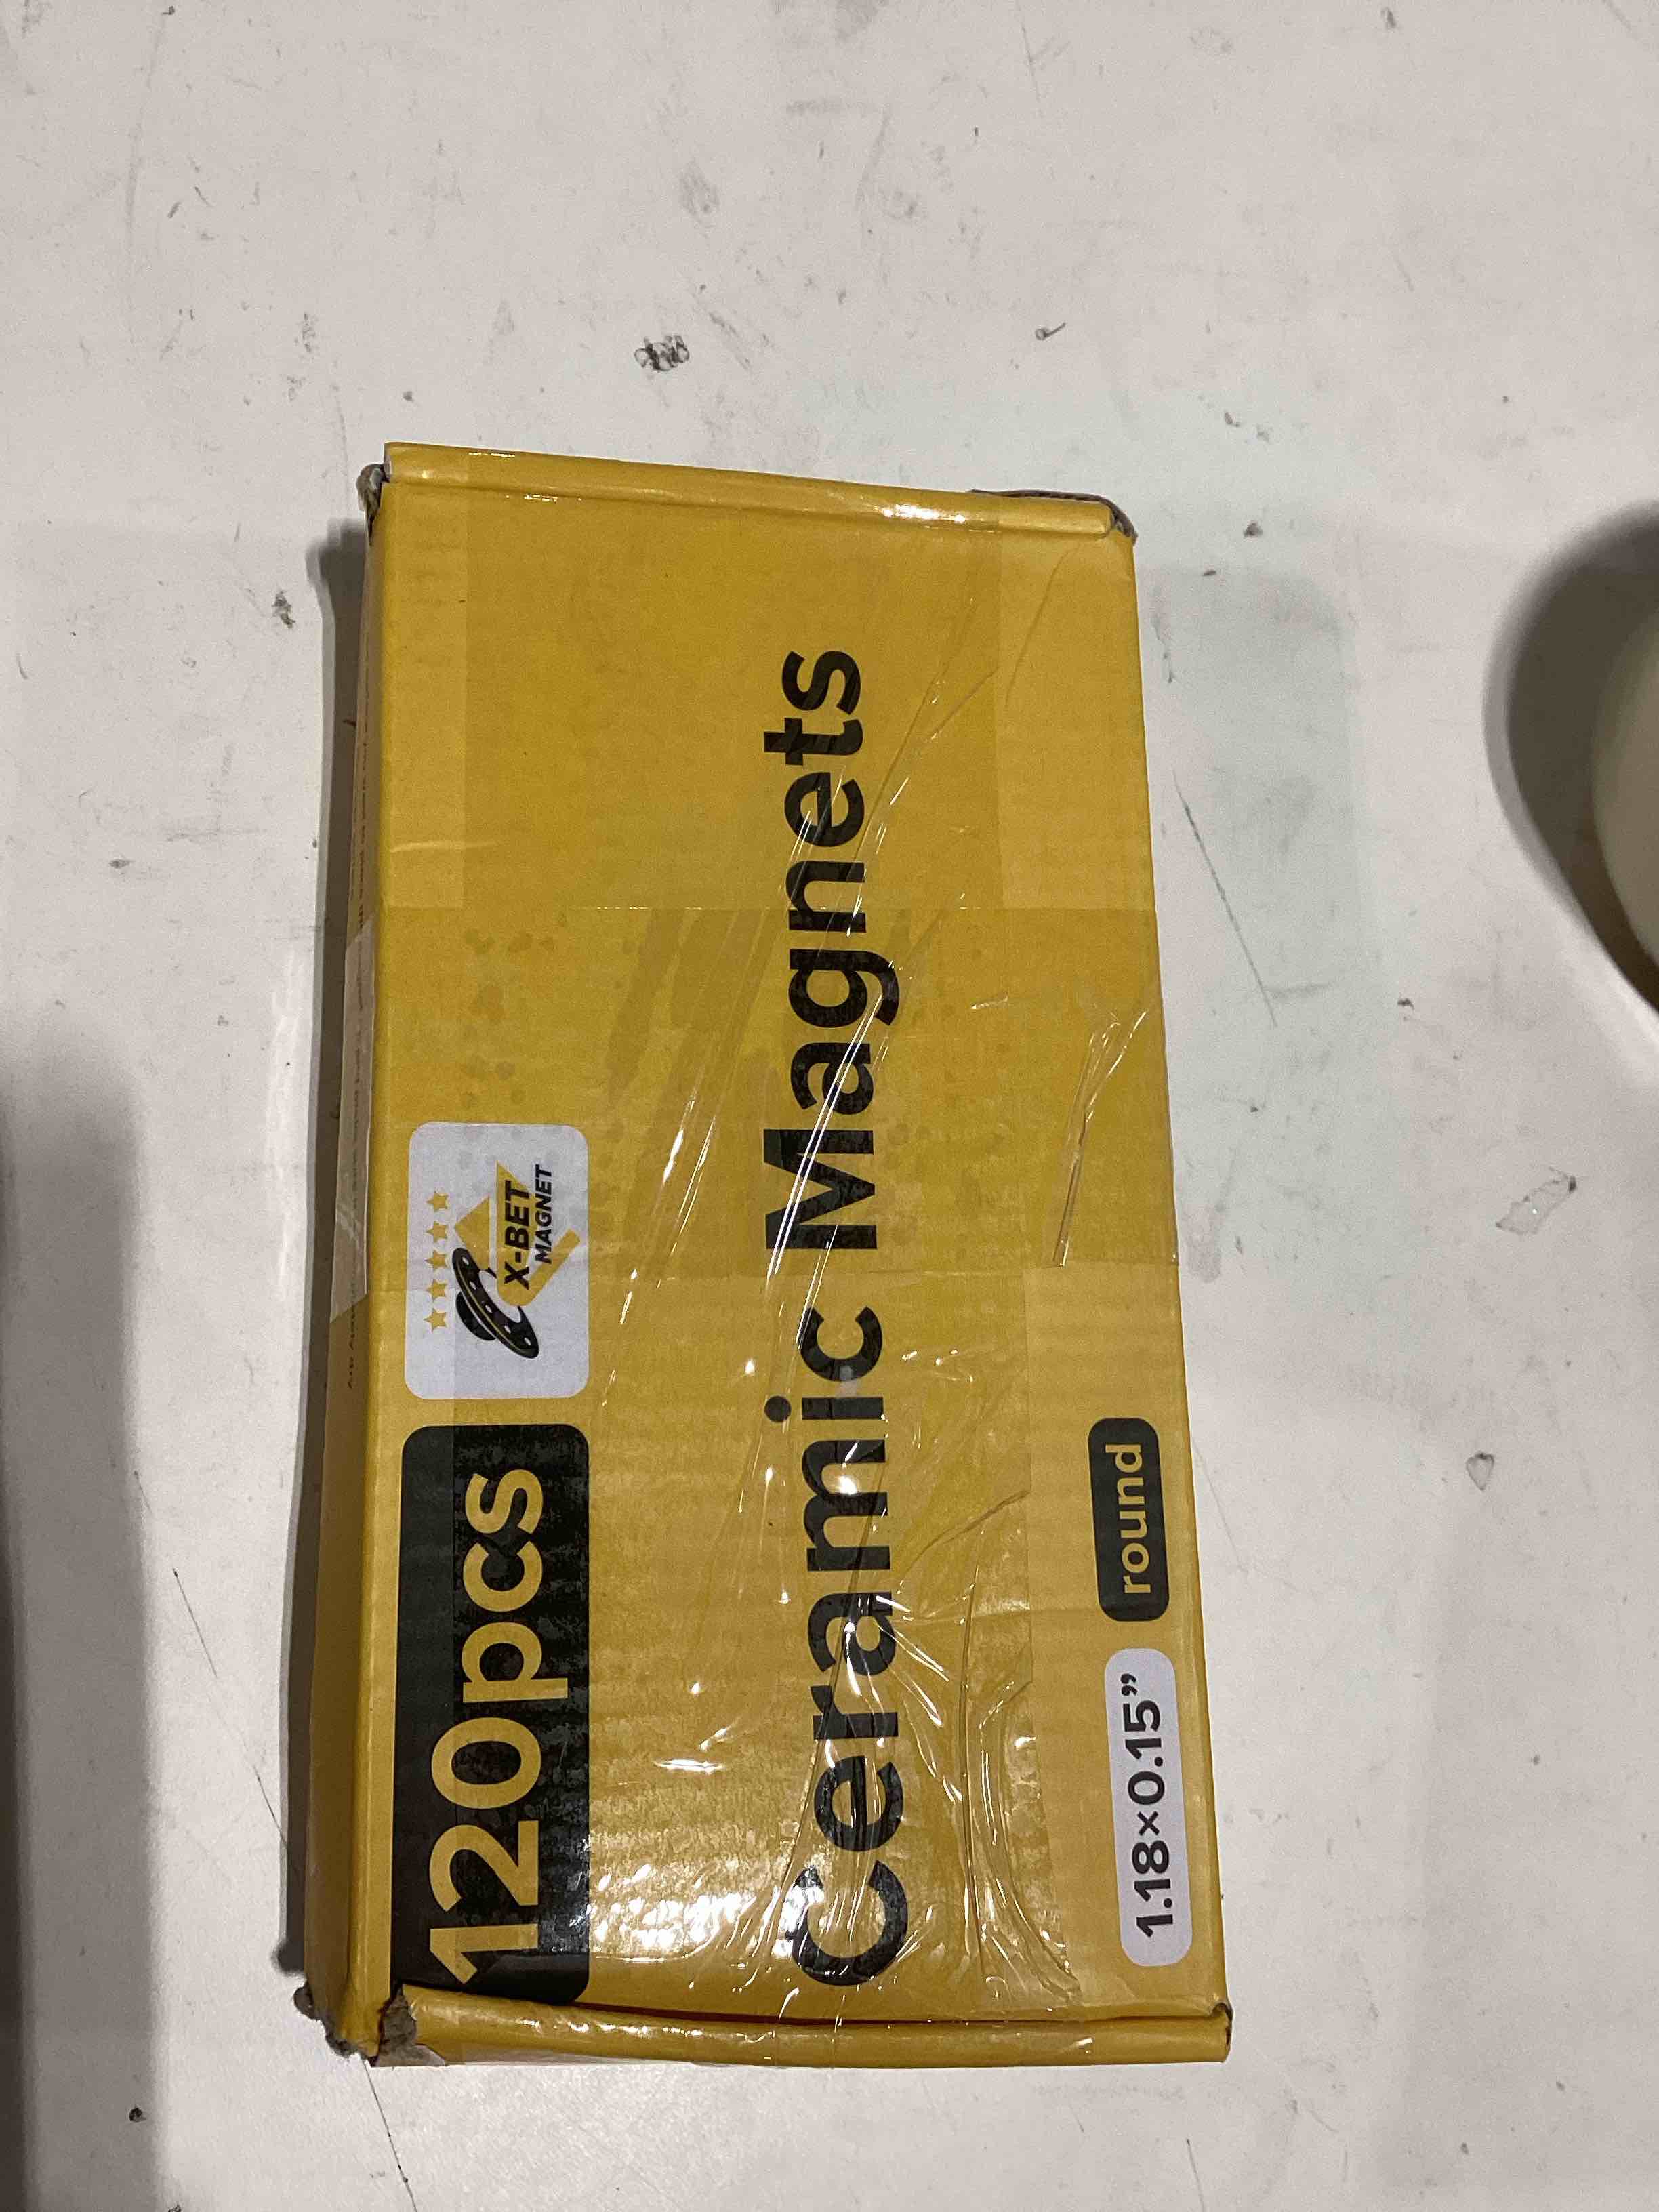 120pcs
X-BET
MAGNET
Ceramic Magnets
1.18×0.15”
round